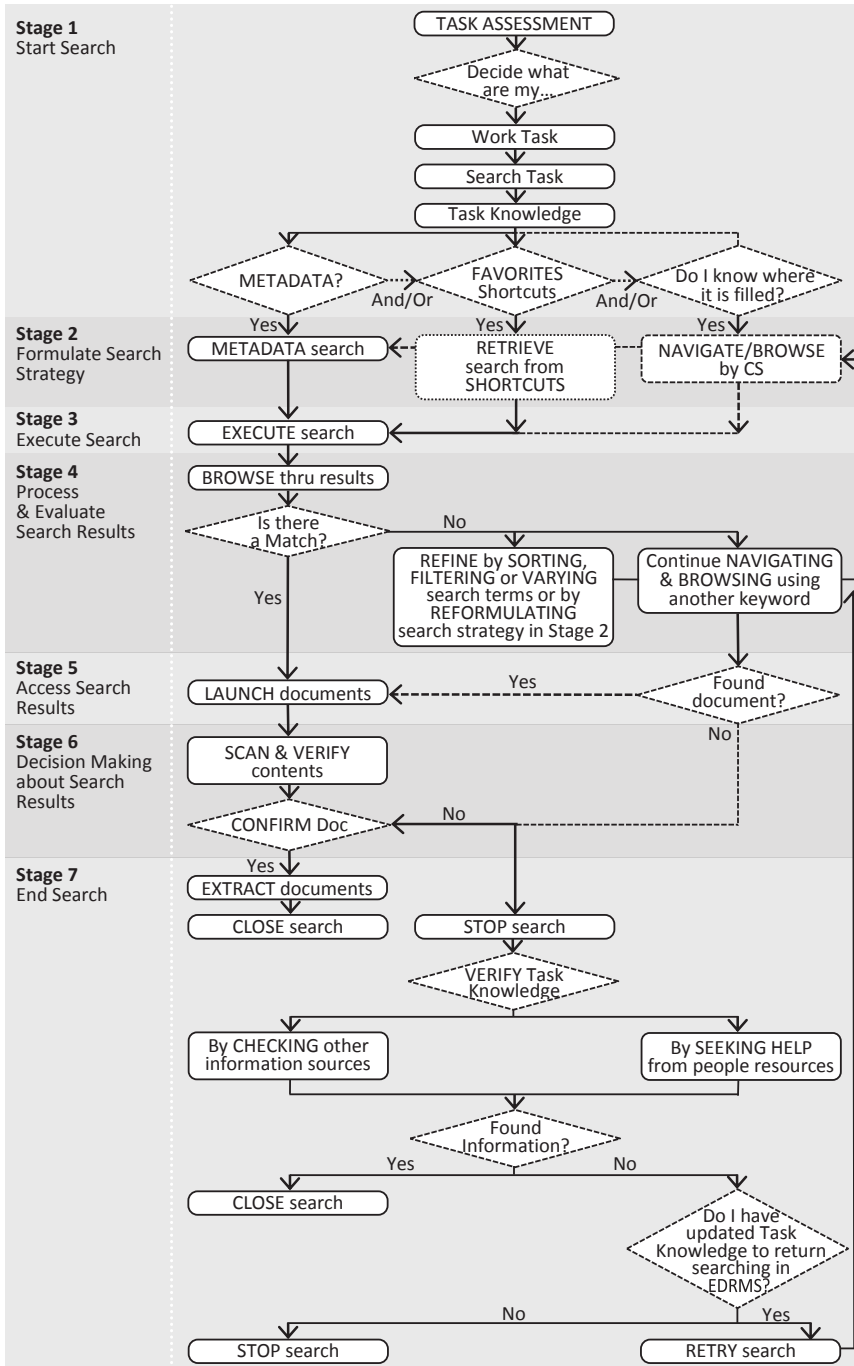 Stage 1
Start Search
TASK ASSESSMENT
Decide what
are my...
Work Task
Search Task
Task Knowledge
METADATA?
And/Or
FAVORITES
Shortcuts
And/Or
Do I know where
it is filled?
Stage 2
Formulate Search
Strategy
Yes
Yes
Yes
METADATA search
RETRIEVE
search from
SHORTCUTS
NAVIGATE/BROWSE
by CS
Stage 3
Execute Search
EXECUTE search
Stage 4
Process
& Evaluate
Search Results
BROWSE thru results
Is there
a Match?
No
Yes
REFINE by SORTING,
FILTERING or VARYING
search terms or by
REFORMULATING
search strategy in Stage 2
Continue NAVIGATING
& BROWSING using
another keyword
Stage 5
Access Search
Results
LAUNCH documents
Yes
Found
document?
No
Stage 6
Decision Making
about Search
Results
SCAN & VERIFY
contents
CONFIRM Doc
No
Yes
Stage 7
End Search
EXTRACT documents
CLOSE search
STOP search
VERIFY Task
Knowledge
By CHECKING other
information sources
By SEEKING HELP
from people resources
Found
Information?
Yes
No
CLOSE search
Do I have
updated Task
Knowledge to return
searching in
EDRMS?
No
Yes
STOP search
RETRY search